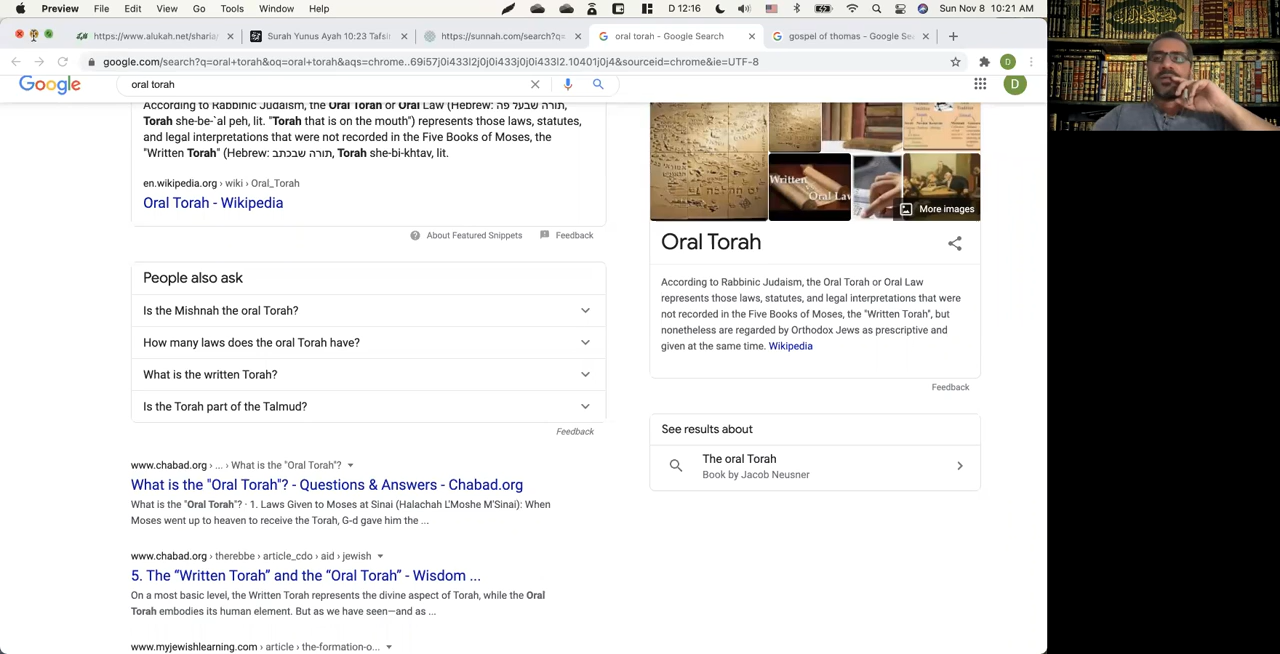 Preview File Edit View Go Tools Window Help D 12:16 Sun Nov 8 10:21 AM
https://www.alukah.net/sharia/ Surah Yunus Ayah 10:23 Tafsi https://sunnah.com/search?q= oral torah - Google Search gospel of thomas - Google Se
google.com/search?q=oral+torah&oq=oral+torah&aqs=chrome..69i57j0i433l2j0j0i433j0j0i433l2.10401j0j4&sourceid=chrome&ie=UTF-8
D
Google oral torah D
According to Rabbinic Judaism, the Oral Torah or Oral Law (Hebrew: תורה שבעל פה,
Torah she-be-`al peh, lit. "Torah that is on the mouth") represents those laws, statutes,
and legal interpretations that were not recorded in the Five Books of Moses, the
"Written Torah" (Hebrew: תורה שבכתב, Torah she-bi-khtav, lit.
en.wikipedia.org › wiki › Oral_Torah
Oral Torah - Wikipedia
About Featured Snippets Feedback
People also ask
Is the Mishnah the oral Torah?
How many laws does the oral Torah have?
What is the written Torah?
Is the Torah part of the Talmud?
Feedback
www.chabad.org › ... › What is the "Oral Torah"?
What is the "Oral Torah"? - Questions & Answers - Chabad.org
What is the "Oral Torah"? · 1. Laws Given to Moses at Sinai (Halachah L'Moshe M'Sinai): When
Moses went up to heaven to receive the Torah, G-d gave him the ...
www.chabad.org › therebbe › article_cdo › aid › jewish
5. The “Written Torah” and the “Oral Torah” - Wisdom ...
On a most basic level, the Written Torah represents the divine aspect of Torah, while the Oral
Torah embodies its human element. But as we have seen—and as ...
www.myjewishlearning.com › article › the-formation-o...
Written
Oral Law
More images
Oral Torah
According to Rabbinic Judaism, the Oral Torah or Oral Law
represents those laws, statutes, and legal interpretations that were
not recorded in the Five Books of Moses, the "Written Torah", but
nonetheless are regarded by Orthodox Jews as prescriptive and
given at the same time. Wikipedia
Feedback
See results about
The oral Torah
Book by Jacob Neusner